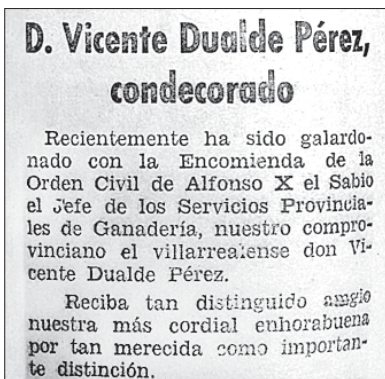 D. Vicente Dualde Pérez,
condecorado
Recientemente ha sido galardo-
nado con la Encomienda de la
Orden Civil de Alfonso X el Sabio
el Jefe de los Servicios Provincia-
les de Ganadería, nuestro compro-
vinciano el villarrealense don Vi-
cente Dualde Pérez.
Reciba tan distinguido amgio
nuestra más cordial enhorabuena
por tan merecida como importan-
te distinción.